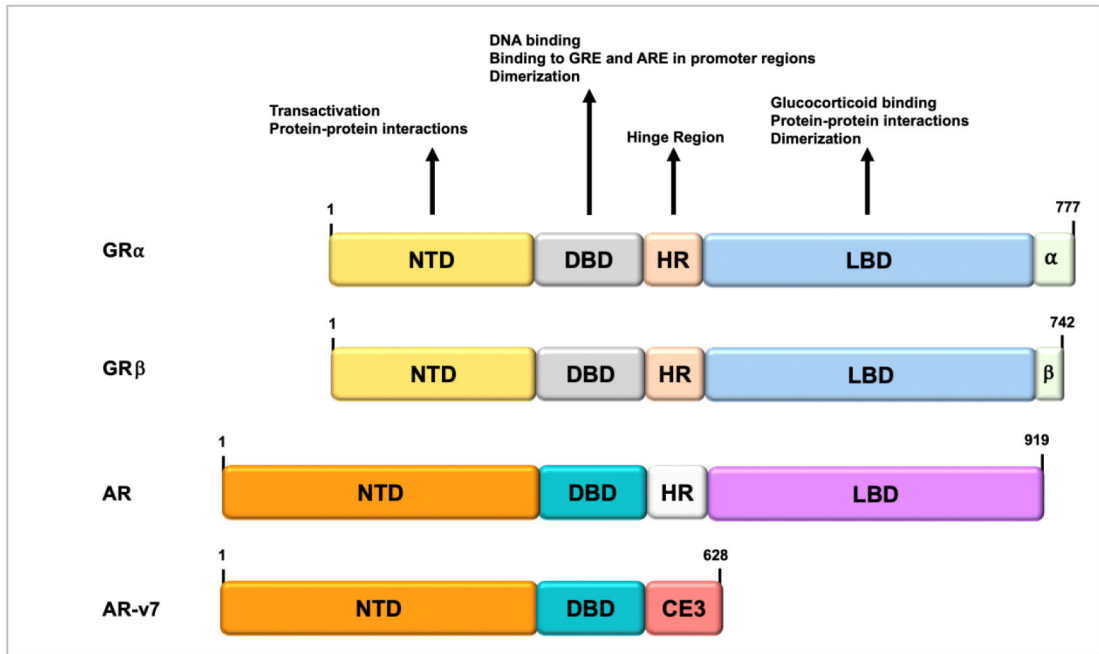 DNA binding
Binding to GRE and ARE in promoter regions
Dimerization
Transactivation
Protein-protein interactions
Hinge Region
Glucocorticoid binding
Protein-protein interactions
Dimerization
1
777
GRα
NTD
DBD
HR
LBD
α
1
742
GRβ
NTD
DBD
HR
LBD
β
1
919
AR
NTD
DBD
HR
LBD
1
628
AR-v7
NTD
DBD
CE3